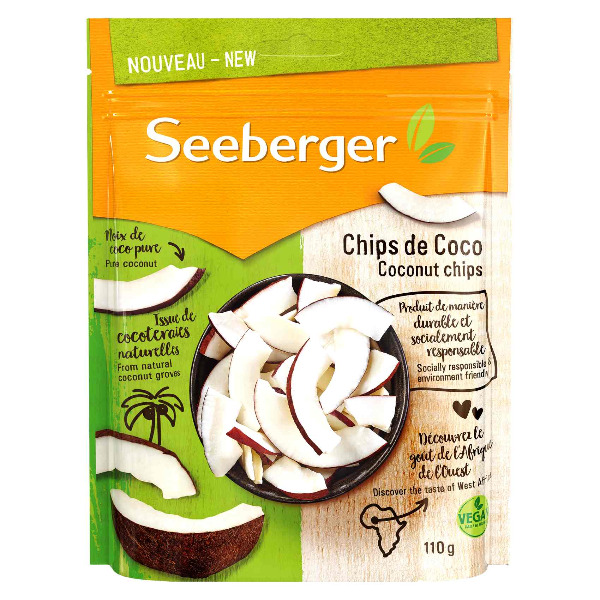 NOUVEAU – NEW
Seeberger
Noix de
coco pure
Pure coconut
Chips de Coco
Coconut chips
Issue de
cocoteraies
naturelles
From natural
coconut groves
Produit de manière
durable et
socialement
responsable
Socially responsible &
environment friendly
Découvrez le
goût de l'Afrique
de l'Ouest
Discover the taste of West
VEGAN
110 g